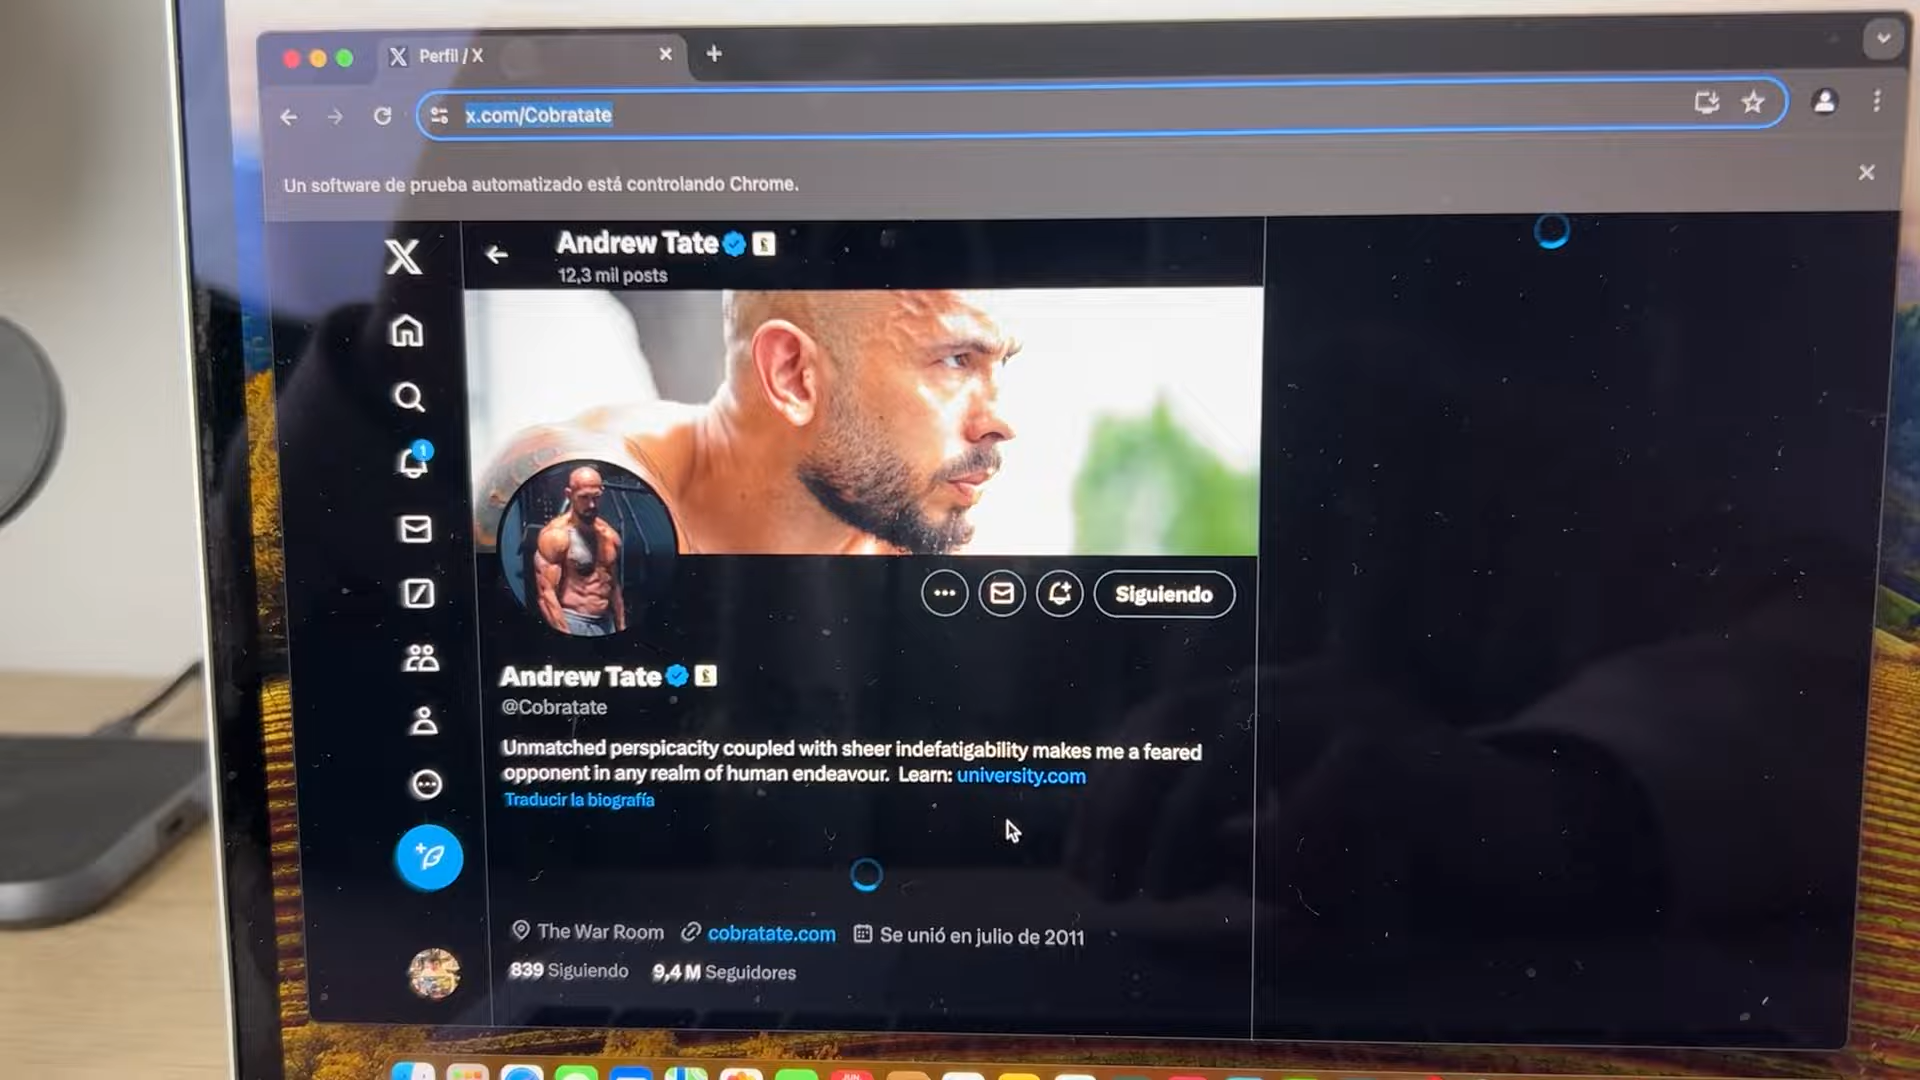 Perfil / X
x.com/Cobratate
Un software de prueba automatizado está controlando Chrome.
Andrew Tate
12,3 mil posts
1
Siguiendo
Andrew Tate
@Cobratate
Unmatched perspicacity coupled with sheer indefatigability makes me a feared
opponent in any realm of human endeavour. Learn: university.com
Traducir la biografía
The War Room cobratate.com Se unió en julio de 2011
839 Siguiendo 9,4 M Seguidores
JUN